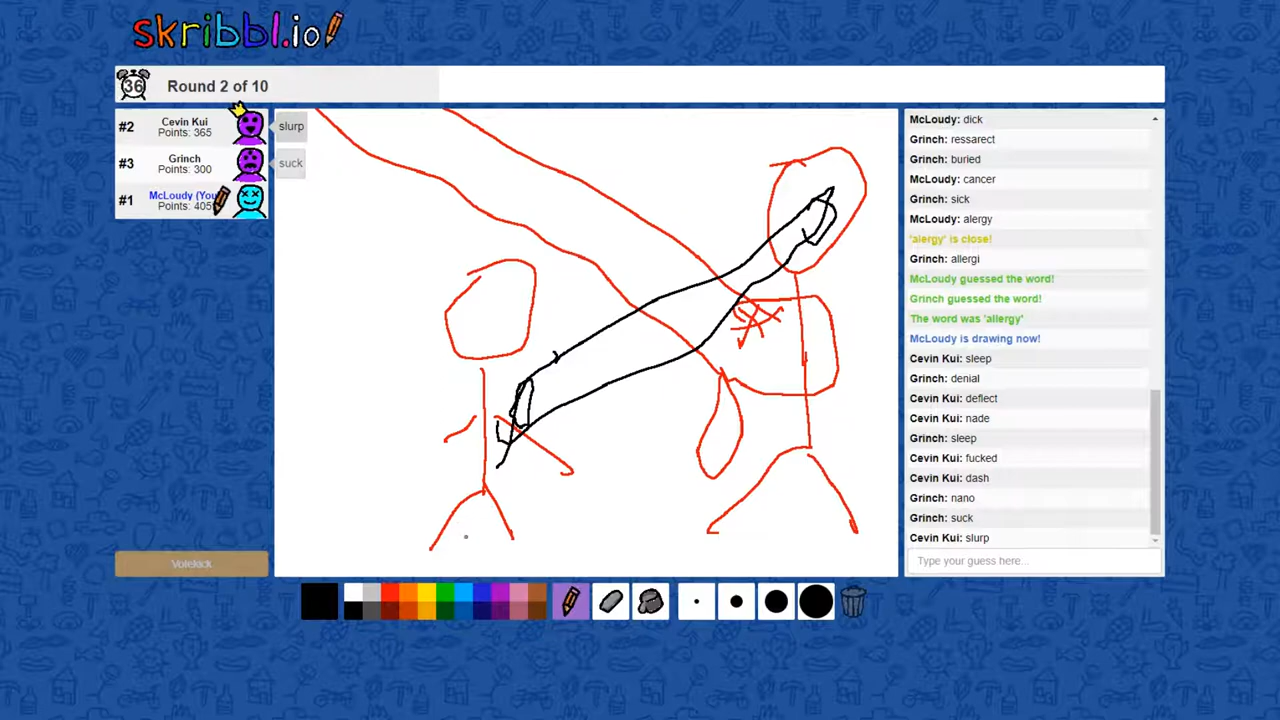 skribbl.io
36
Round 2 of 10
#2
Cevin Kui
Points: 365
slurp
#3
Grinch
Points: 300
suck
#1
McLoudy (You
Points: 405
Votekick
McLoudy: dick
Grinch: ressarect
Grinch: buried
McLoudy: cancer
Grinch: sick
McLoudy: alergy
'alergy' is close!
Grinch: allergi
McLoudy guessed the word!
Grinch guessed the word!
The word was 'allergy'
McLoudy is drawing now!
Cevin Kui: sleep
Grinch: denial
Cevin Kui: deflect
Cevin Kui: nade
Grinch: sleep
Cevin Kui: fucked
Cevin Kui: dash
Grinch: nano
Grinch: suck
Cevin Kui: slurp
Type your guess here...